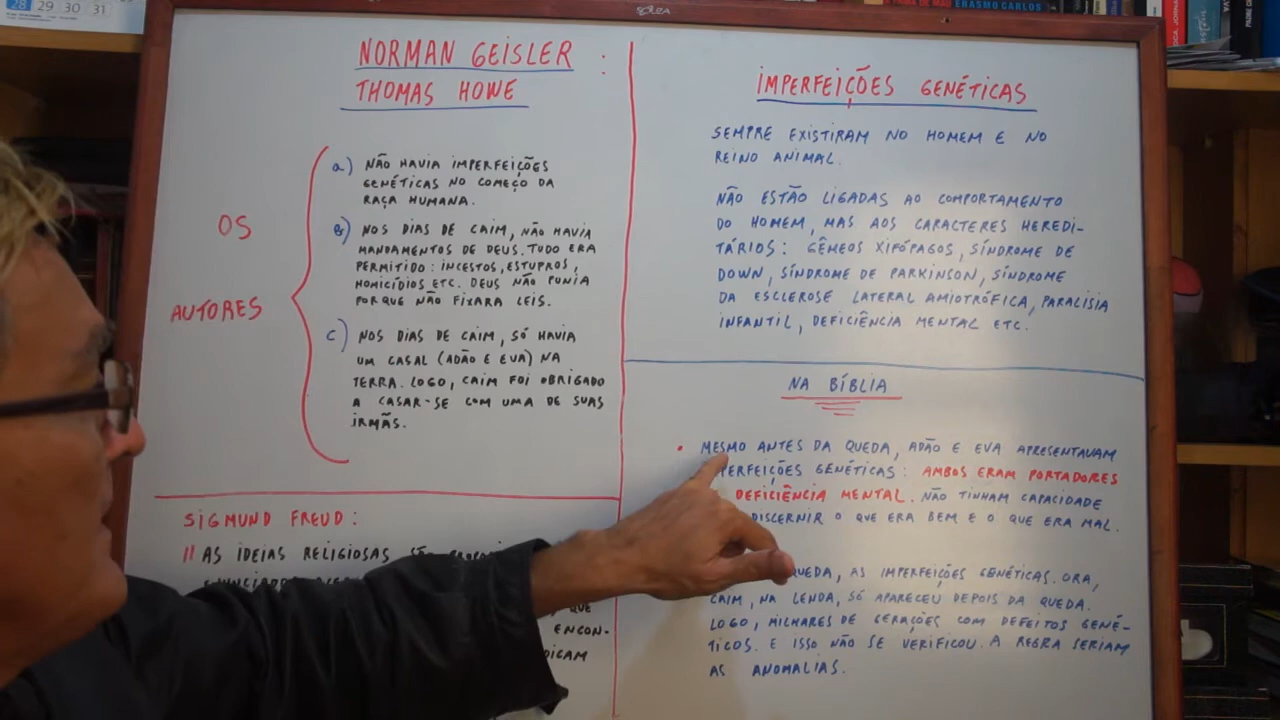 28 29 30 31
BÓLZA
ERASMO CARLOS
NORMAN GEISLER :
THOMAS HOWE
OS
AUTORES
a) NÃO HAVIA IMPERFEIÇÕES
GENÉTICAS NO COMEÇO DA
RAÇA HUMANA.
b) NOS DIAS DE CAIM, NÃO HAVIA
MANDAMENTOS DE DEUS. TUDO ERA
PERMITIDO: INCESTOS, ESTUPROS,
HOMICÍDIOS ETC. DEUS NÃO PUNIA
PORQUE NÃO FIXARA LEIS.
c) NOS DIAS DE CAIM, SÓ HAVIA
UM CASAL (ADÃO E EVA) NA
TERRA. LOGO, CAIM FOI OBRIGADO
A CASAR-SE COM UMA DE SUAS
IRMÃS.
SIGMUND FREUD:
" AS IDEIAS RELIGIOSAS SÃO
QUE
ENCON-
IMPERFEIÇÕES GENÉTICAS
SEMPRE EXISTIRAM NO HOMEM E NO
REINO ANIMAL.
NÃO ESTÃO LIGADAS AO COMPORTAMENTO
DO HOMEM, MAS AOS CARACTERES HEREDI-
TÁRIOS: GÊMEOS XIFÓPAGOS, SÍNDROME DE
DOWN, SÍNDROME DE PARKINSON, SÍNDROME
DA ESCLEROSE LATERAL AMIOTRÓFICA, PARALISIA
INFANTIL, DEFICIÊNCIA MENTAL ETC.
NA BÍBLIA
• MESMO ANTES DA QUEDA, ADÃO E EVA APRESENTAVAM
PERFEIÇÕES GENÉTICAS: AMBOS ERAM PORTADORES
DEFICIÊNCIA MENTAL. NÃO TINHAM CAPACIDADE
DISCERNIR O QUE ERA BEM E O QUE ERA MAL.
QUEDA, AS IMPERFEIÇÕES GENÉTICAS. ORA,
CAIM, NA LENDA, SÓ APARECEU DEPOIS DA QUEDA.
LOGO, MILHARES DE GERAÇÕES COM DEFEITOS GENÉ-
TICOS. E ISSO NÃO SE VERIFICOU. A REGRA SERIAM
AS ANOMALIAS.